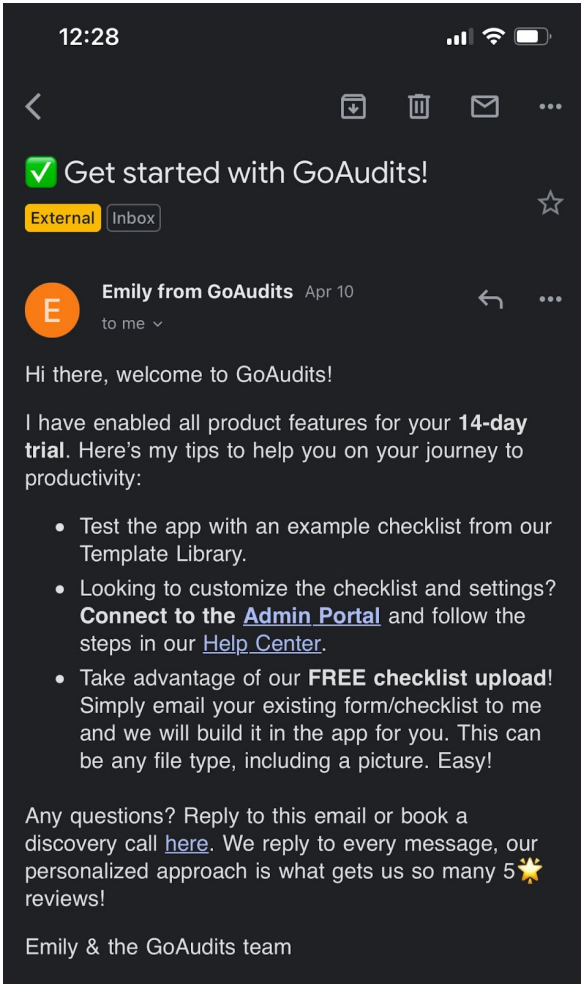 12:28
✅ Get started with GoAudits!
External Inbox
E
Emily from GoAudits Apr 10
to me
Hi there, welcome to GoAudits!
I have enabled all product features for your 14-day
trial. Here’s my tips to help you on your journey to
productivity:
• Test the app with an example checklist from our
Template Library.
• Looking to customize the checklist and settings?
Connect to the Admin Portal and follow the
steps in our Help Center.
• Take advantage of our FREE checklist upload!
Simply email your existing form/checklist to me
and we will build it in the app for you. This can
be any file type, including a picture. Easy!
Any questions? Reply to this email or book a
discovery call here. We reply to every message, our
personalized approach is what gets us so many 5🌟
reviews!
Emily & the GoAudits team